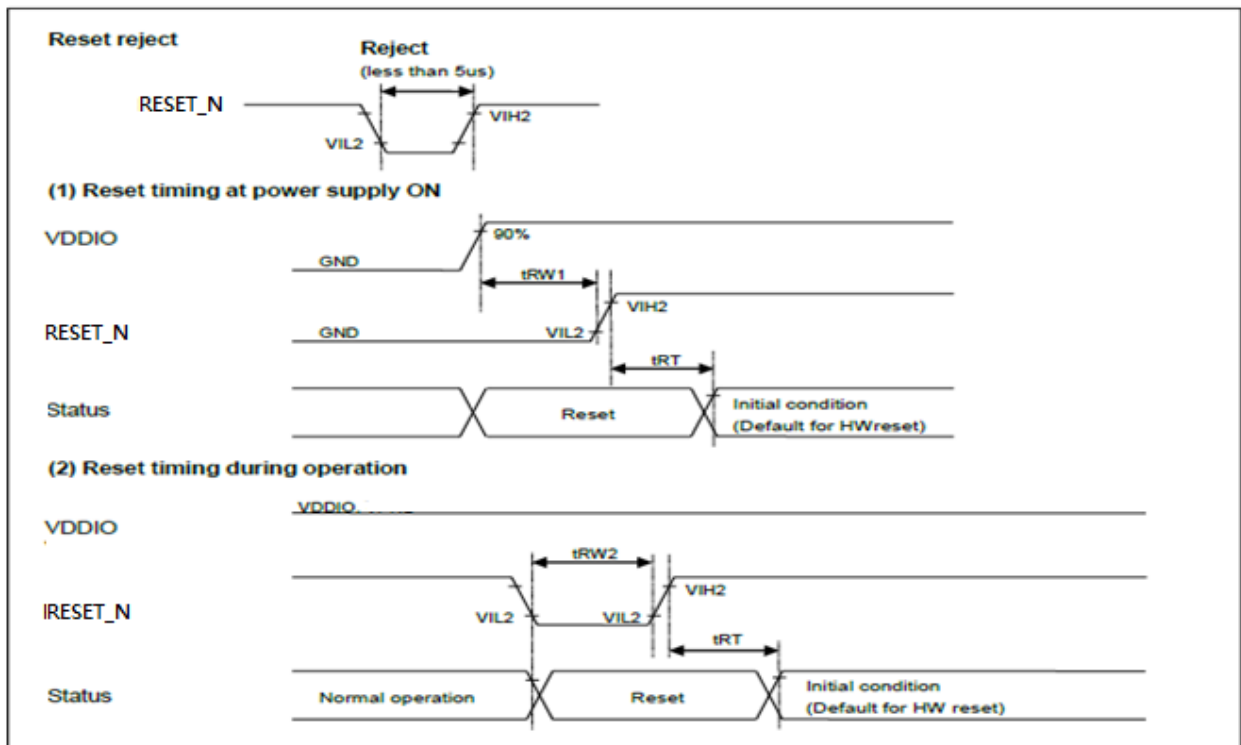 Reset reject
Reject
(less than 5us)
RESET_N
VIH2
VIL2
(1) Reset timing at power supply ON
VDDIO
90%
GND
tRW1
VIH2
RESET_N
GND
VIL2
tRT
Status
Reset
Initial condition
(Default for HWreset)
(2) Reset timing during operation
VDDIO
VDDIO
tRW2
VIH2
RESET_N
VIL2
VIL2
tRT
Status
Normal operation
Reset
Initial condition
(Default for HW reset)